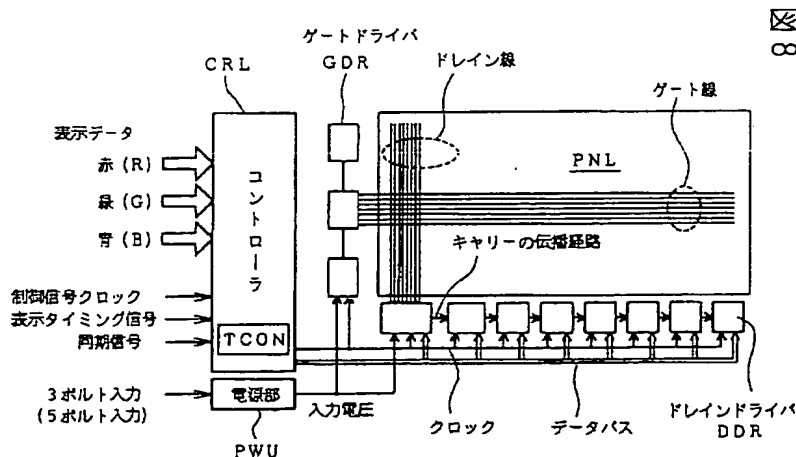 図
8
ゲートドライバ
GDR
ドレイン線
CRL
ゲート線
表示データ
赤 (R)
緑 (G)
青 (B)
コントローラ
PNL
キャリーの伝播経路
制御信号クロック
表示タイミング信号
同期信号
TCON
3ボルト入力
(5ボルト入力)
電源部
入力電圧
クロック
データバス
ドレインドライバ
DDR
PWU